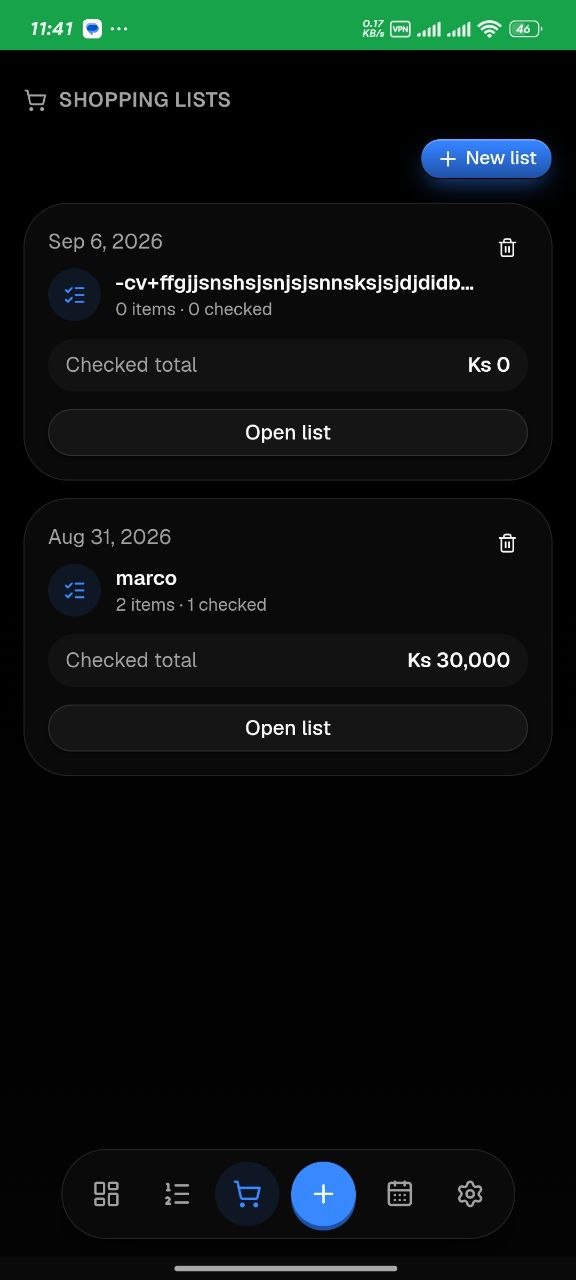 11:41
0.17
KB/s
VPN
46
SHOPPING LISTS
New list
Sep 6, 2026
-cv+ffgjjsnshsjsnjsjsnnsksjsjdjdidb...
0 items · 0 checked
Checked total
Ks 0
Open list
Aug 31, 2026
marco
2 items · 1 checked
Checked total
Ks 30,000
Open list